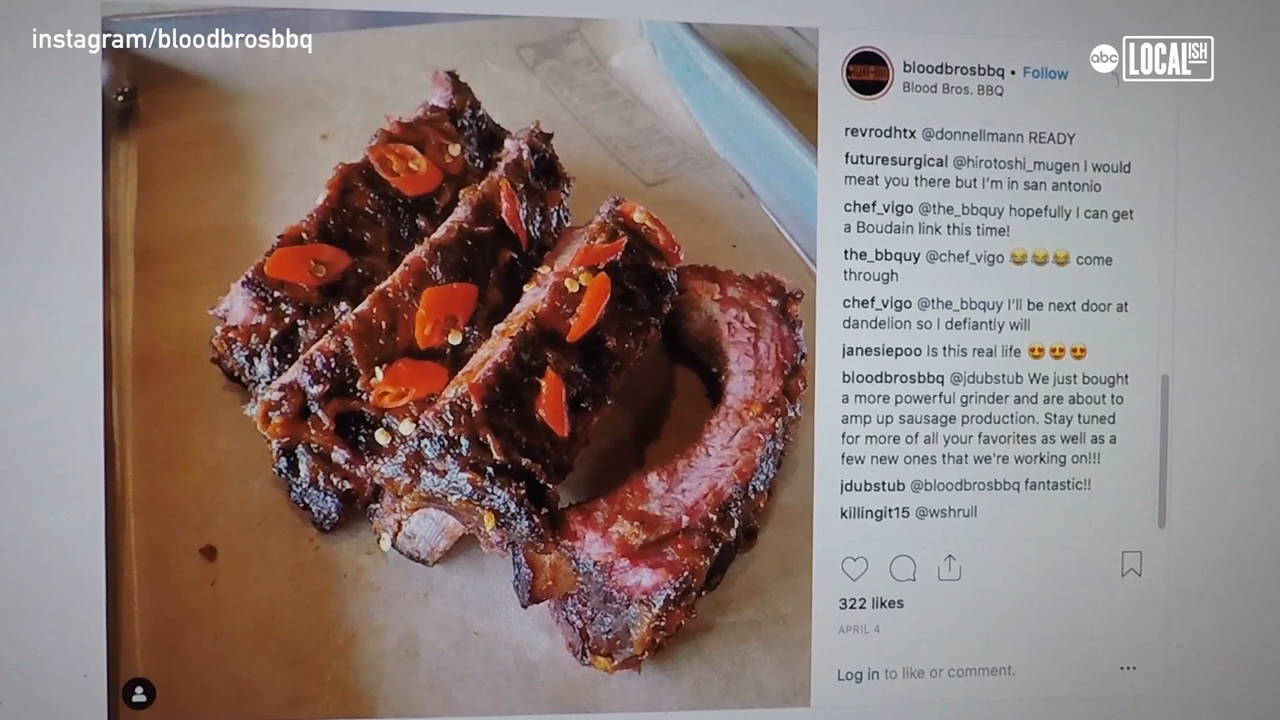 instagram/bloodbrosbbq
abc LOCALISH
bloodbrosbbq • Follow
Blood Bros. BBQ
revrodhtx @donnellmann READY
futuresurgical @hirotoshi_mugen I would
meat you there but I'm in san antonio
chef_vigo @the_bbquy hopefully I can get
a Boudain link this time!
the_bbquy @chef_vigo 😂😂😂 come
through
chef_vigo @the_bbquy I'll be next door at
dandelion so I defiantly will
janesiepoo Is this real life 😍😍😍
bloodbrosbbq @jdubstub We just bought
a more powerful grinder and are about to
amp up sausage production. Stay tuned
for more of all your favorites as well as a
few new ones that we're working on!!!
jdubstub @bloodbrosbbq fantastic!!
killingit15 @wshrull
322 likes
APRIL 4
Log in to like or comment.